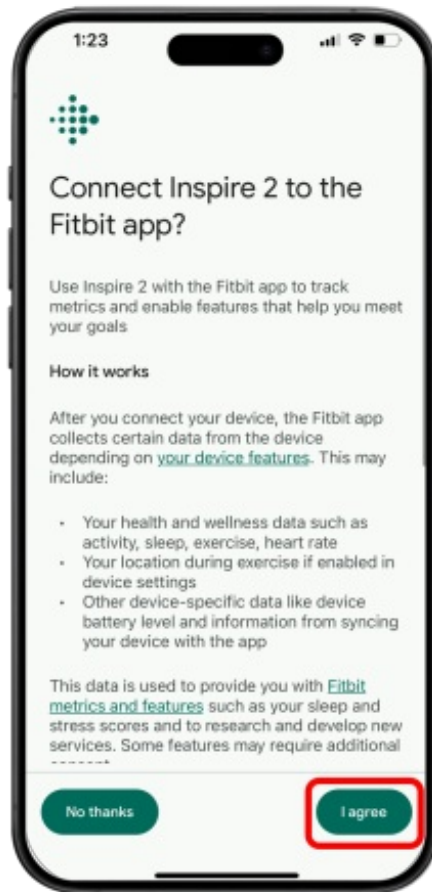 1:23
Connect Inspire 2 to the
Fitbit app?
Use Inspire 2 with the Fitbit app to track
metrics and enable features that help you meet
your goals
How it works
After you connect your device, the Fitbit app
collects certain data from the device
depending on your device features. This may
include:
• Your health and wellness data such as
activity, sleep, exercise, heart rate
• Your location during exercise if enabled in
device settings
• Other device-specific data like device
battery level and information from syncing
your device with the app
This data is used to provide you with Fitbit
metrics and features such as your sleep and
stress scores and to research and develop new
services. Some features may require additional
No thanks
I agree